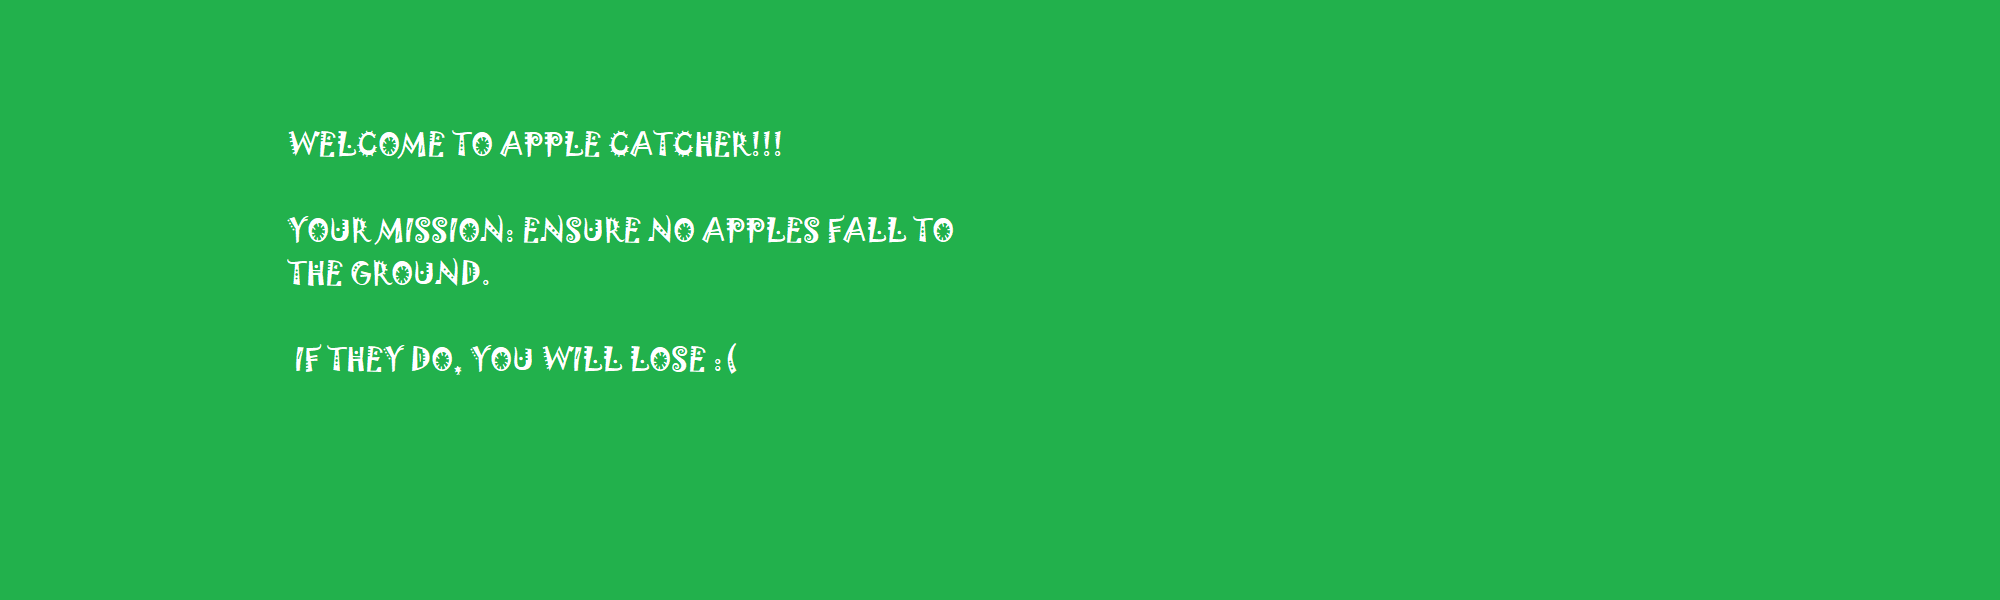 WELCOME TO APPLE CATCHER!!!
YOUR MISSION: ENSURE NO APPLES FALL TO
THE GROUND.
IF THEY DO, YOU WILL LOSE :(